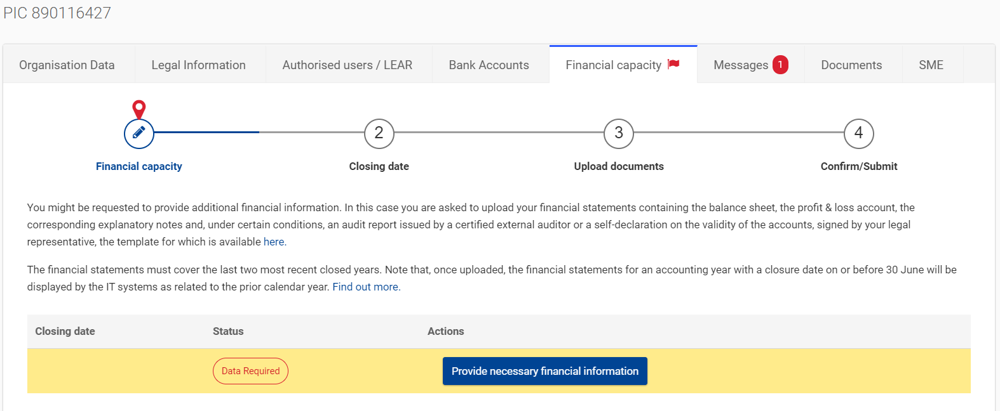 PIC 890116427
Organisation Data
Legal Information
Authorised users / LEAR
Bank Accounts
Financial capacity
Messages 1
Documents
SME
2
3
4
Financial capacity
Closing date
Upload documents
Confirm/Submit
You might be requested to provide additional financial information. In this case you are asked to upload your financial statements containing the balance sheet, the profit & loss account, the
corresponding explanatory notes and, under certain conditions, an audit report issued by a certified external auditor or a self-declaration on the validity of the accounts, signed by your legal
representative, the template for which is available here.
The financial statements must cover the last two most recent closed years. Note that, once uploaded, the financial statements for an accounting year with a closure date on or before 30 June will be
displayed by the IT systems as related to the prior calendar year. Find out more.
Closing date
Status
Actions
Data Required
Provide necessary financial information